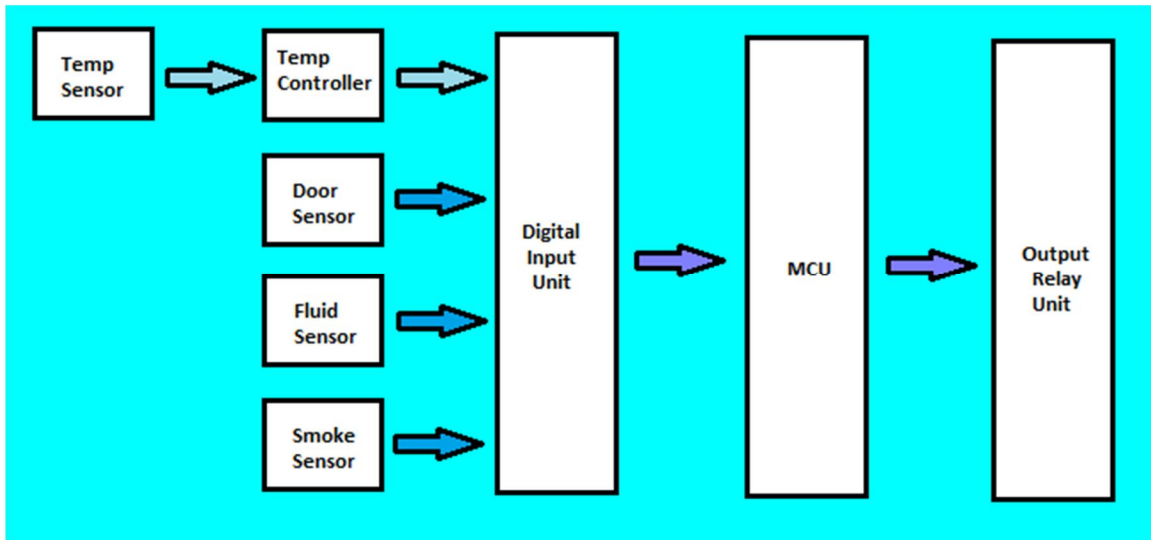 Temp
Sensor
Temp
Controller
Door
Sensor
Fluid
Sensor
Smoke
Sensor
Digital
Input
Unit
MCU
Output
Relay
Unit